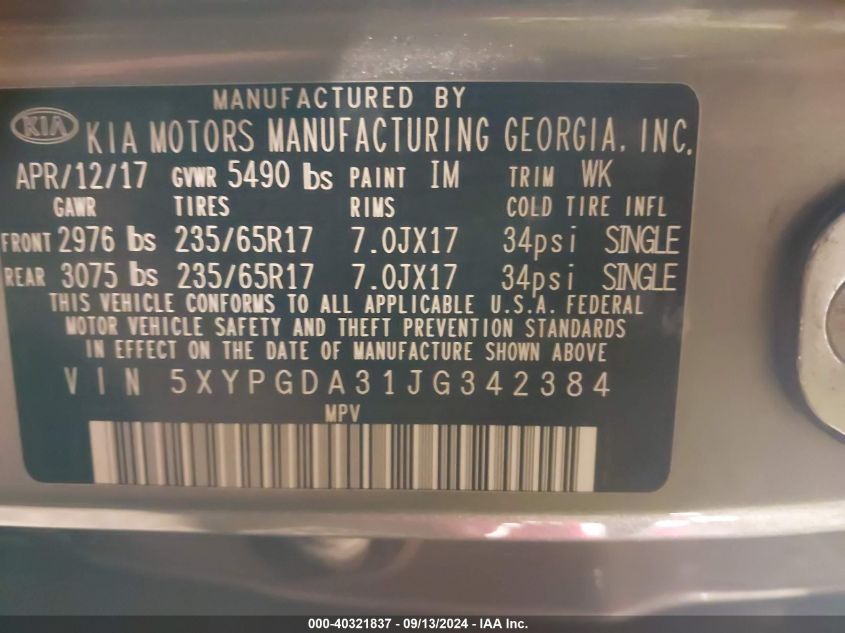 MANUFACTURED BY
KIA KIA MOTORS MANUFACTURING GEORGIA, INC.
APR/12/17 GVWR 5490 lbs PAINT IM TRIM WK
GAWR TIRES RIMS COLD TIRE INFL
FRONT 2976 lbs 235/65R17 7.0JX17 34psi SINGLE
REAR 3075 lbs 235/65R17 7.0JX17 34psi SINGLE
THIS VEHICLE CONFORMS TO ALL APPLICABLE U.S.A. FEDERAL
MOTOR VEHICLE SAFETY AND THEFT PREVENTION STANDARDS
IN EFFECT ON THE DATE OF MANUFACTURE SHOWN ABOVE
VIN 5XYPGDA31JG342384
MPV
000-40321837 - 09/13/2024 - IAA Inc.